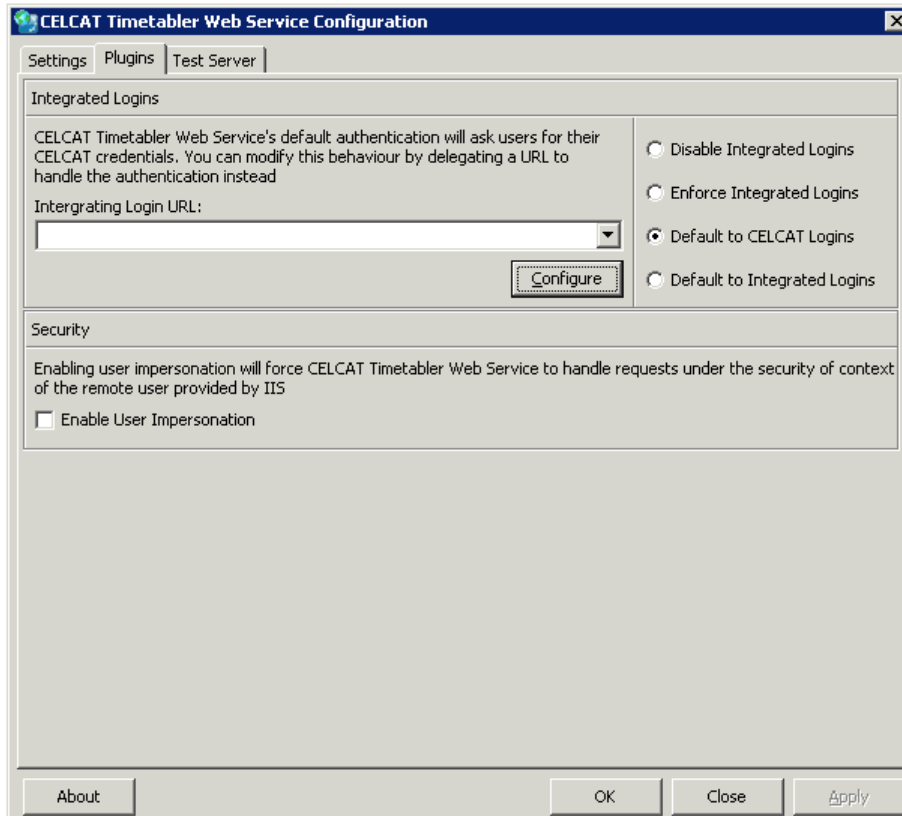 CELCAT Timetabler Web Service Configuration
Settings
Plugins
Test Server
Integrated Logins
CELCAT Timetabler Web Service's default authentication will ask users for their
CELCAT credentials. You can modify this behaviour by delegating a URL to
handle the authentication instead
Intergrating Login URL:
Configure
Disable Integrated Logins
Enforce Integrated Logins
Default to CELCAT Logins
Default to Integrated Logins
Security
Enabling user impersonation will force CELCAT Timetabler Web Service to handle requests under the security of context
of the remote user provided by IIS
Enable User Impersonation
About
OK
Close
Apply